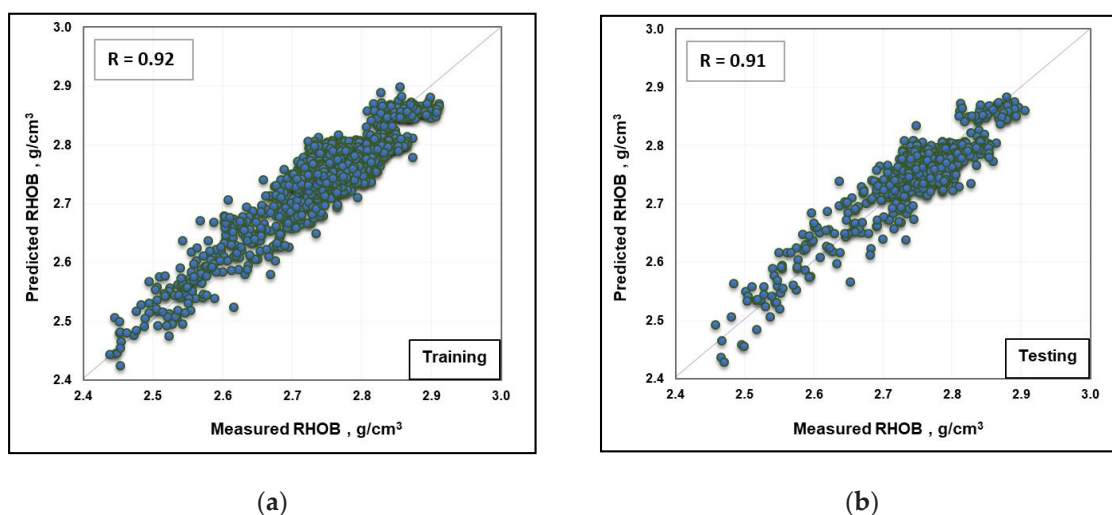 3.0
R = 0.92
2.9
2.8
2.7
2.6
2.5
2.4
Predicted RHOB , g/cm³
Training
2.4 2.5 2.6 2.7 2.8 2.9 3.0
Measured RHOB , g/cm³
(a)
3.0
R = 0.91
2.9
2.8
2.7
2.6
2.5
2.4
Predicted RHOB , g/cm³
Testing
2.4 2.5 2.6 2.7 2.8 2.9 3.0
Measured RHOB , g/cm³
(b)